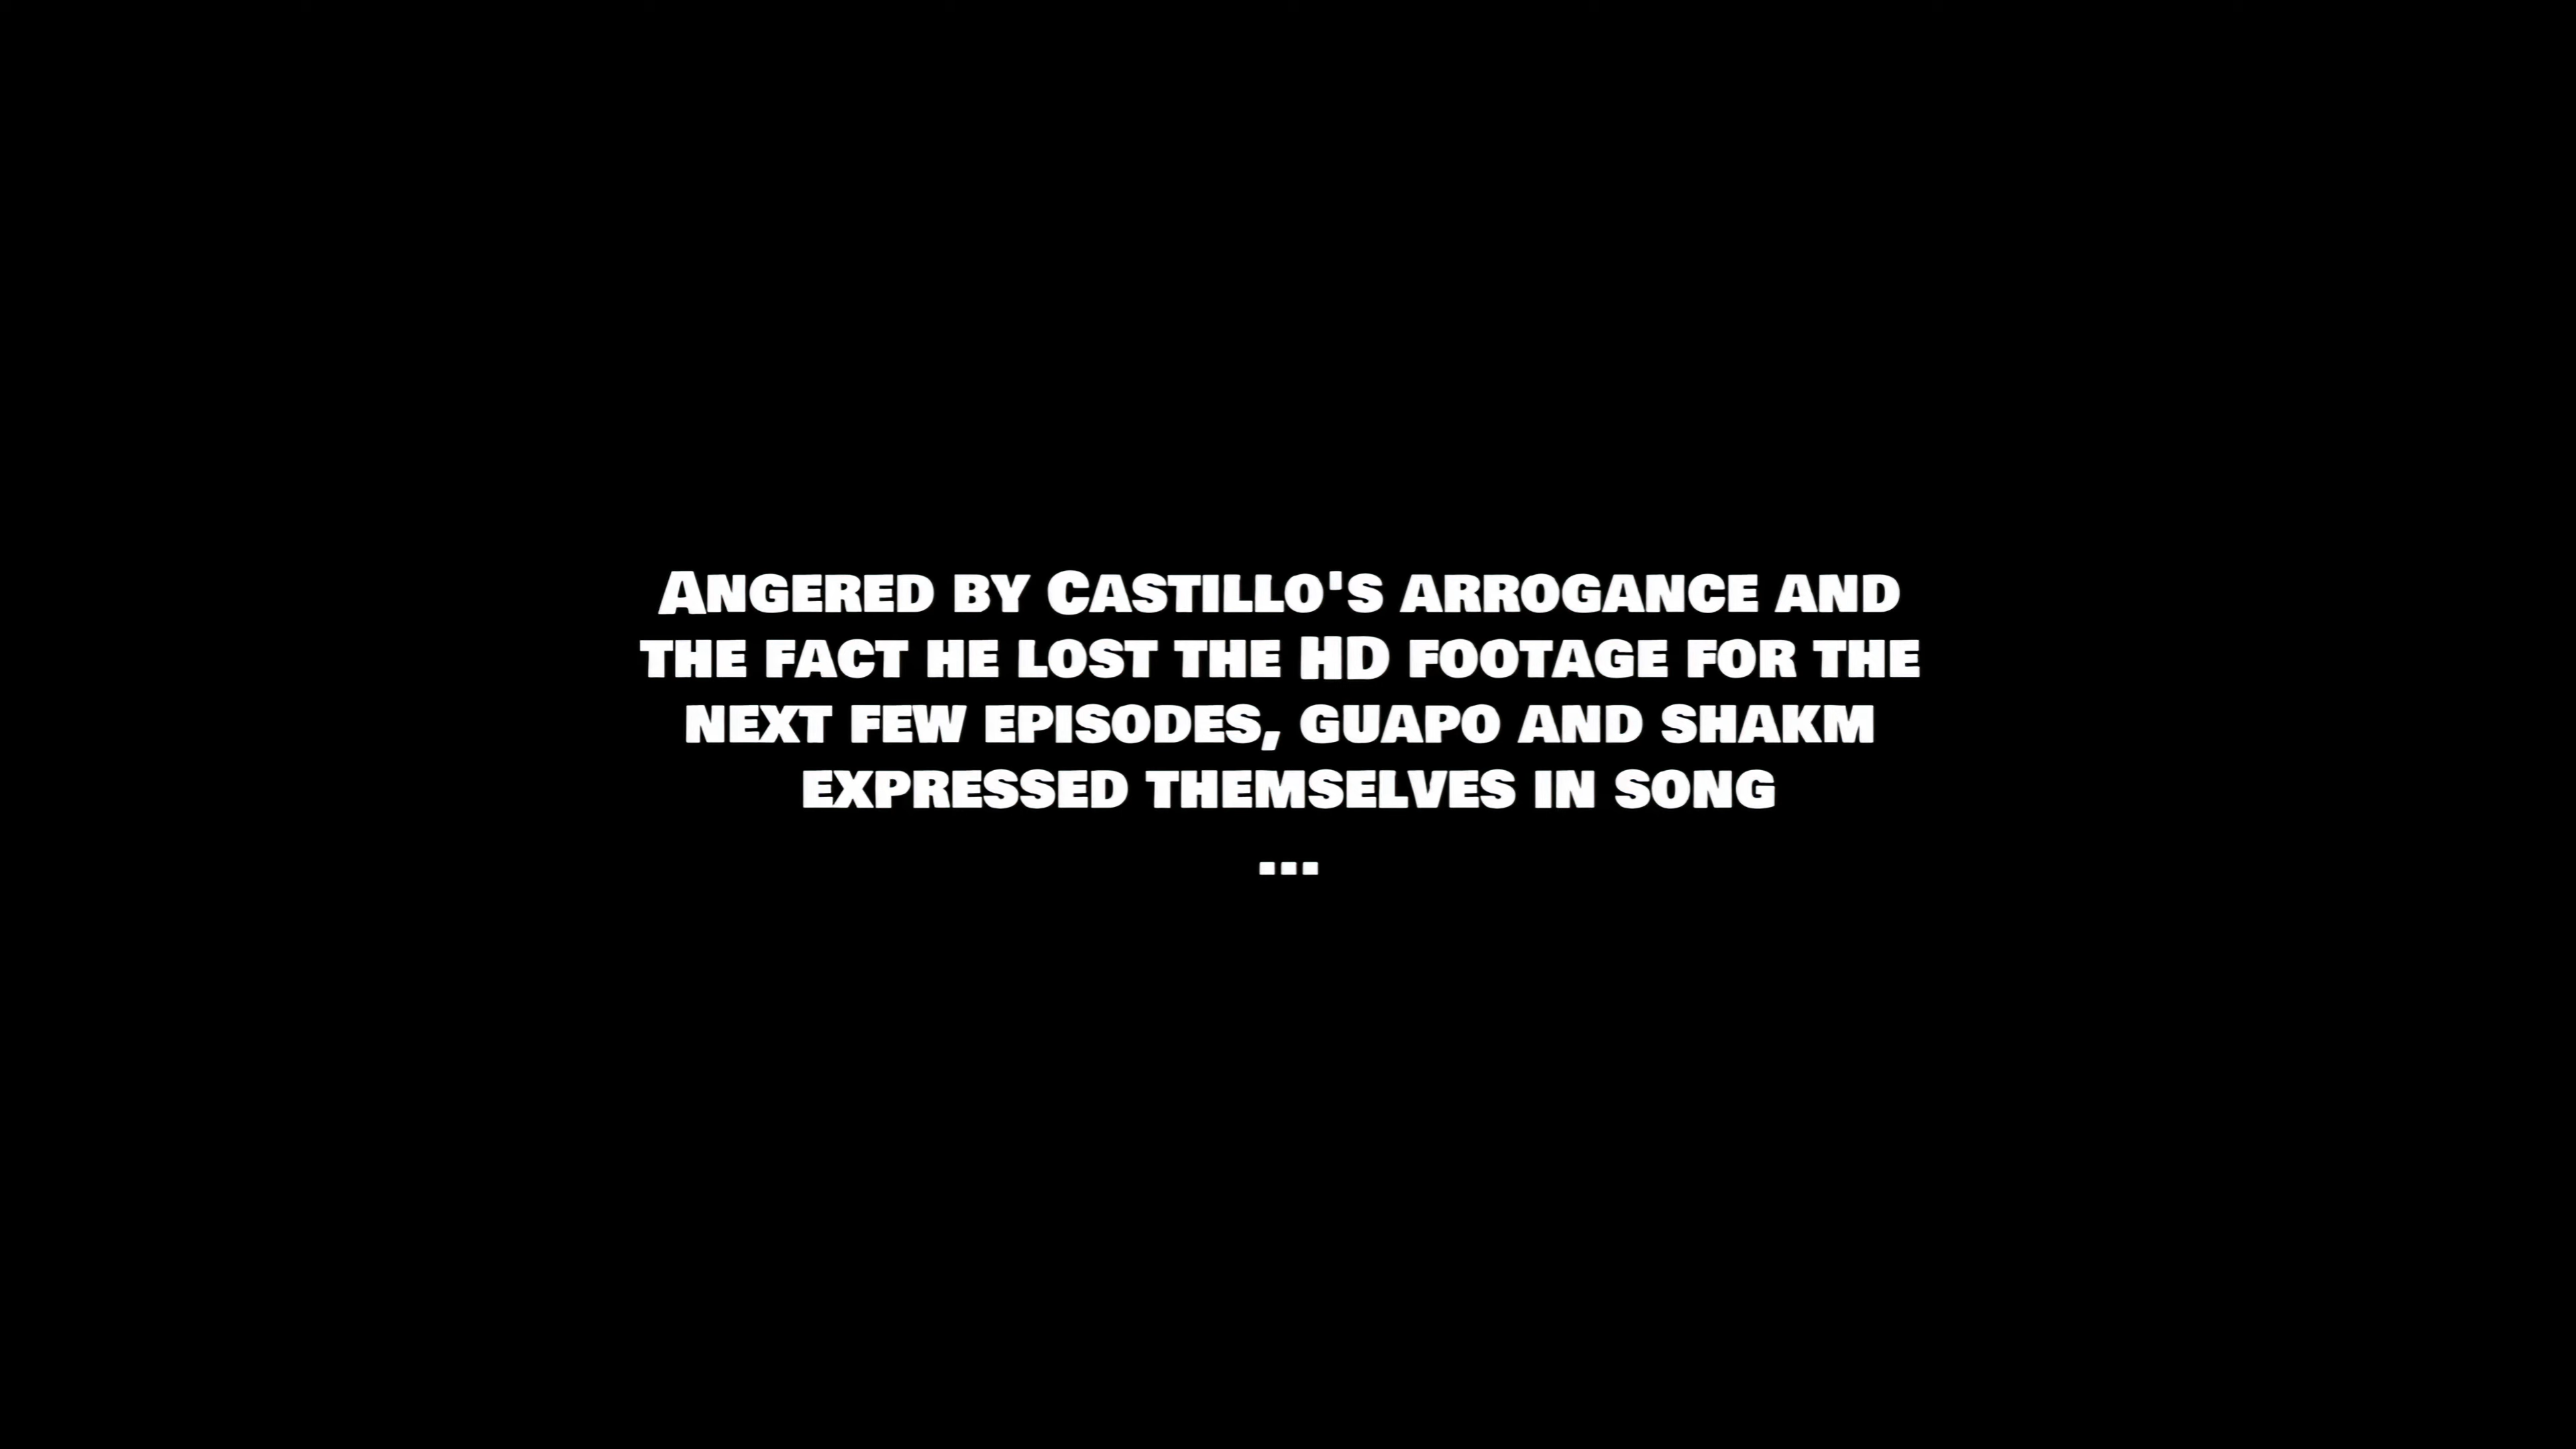 Angered by Castillo's arrogance and
the fact he lost the HD footage for the
next few episodes, guapo and shakm
expressed themselves in song
...